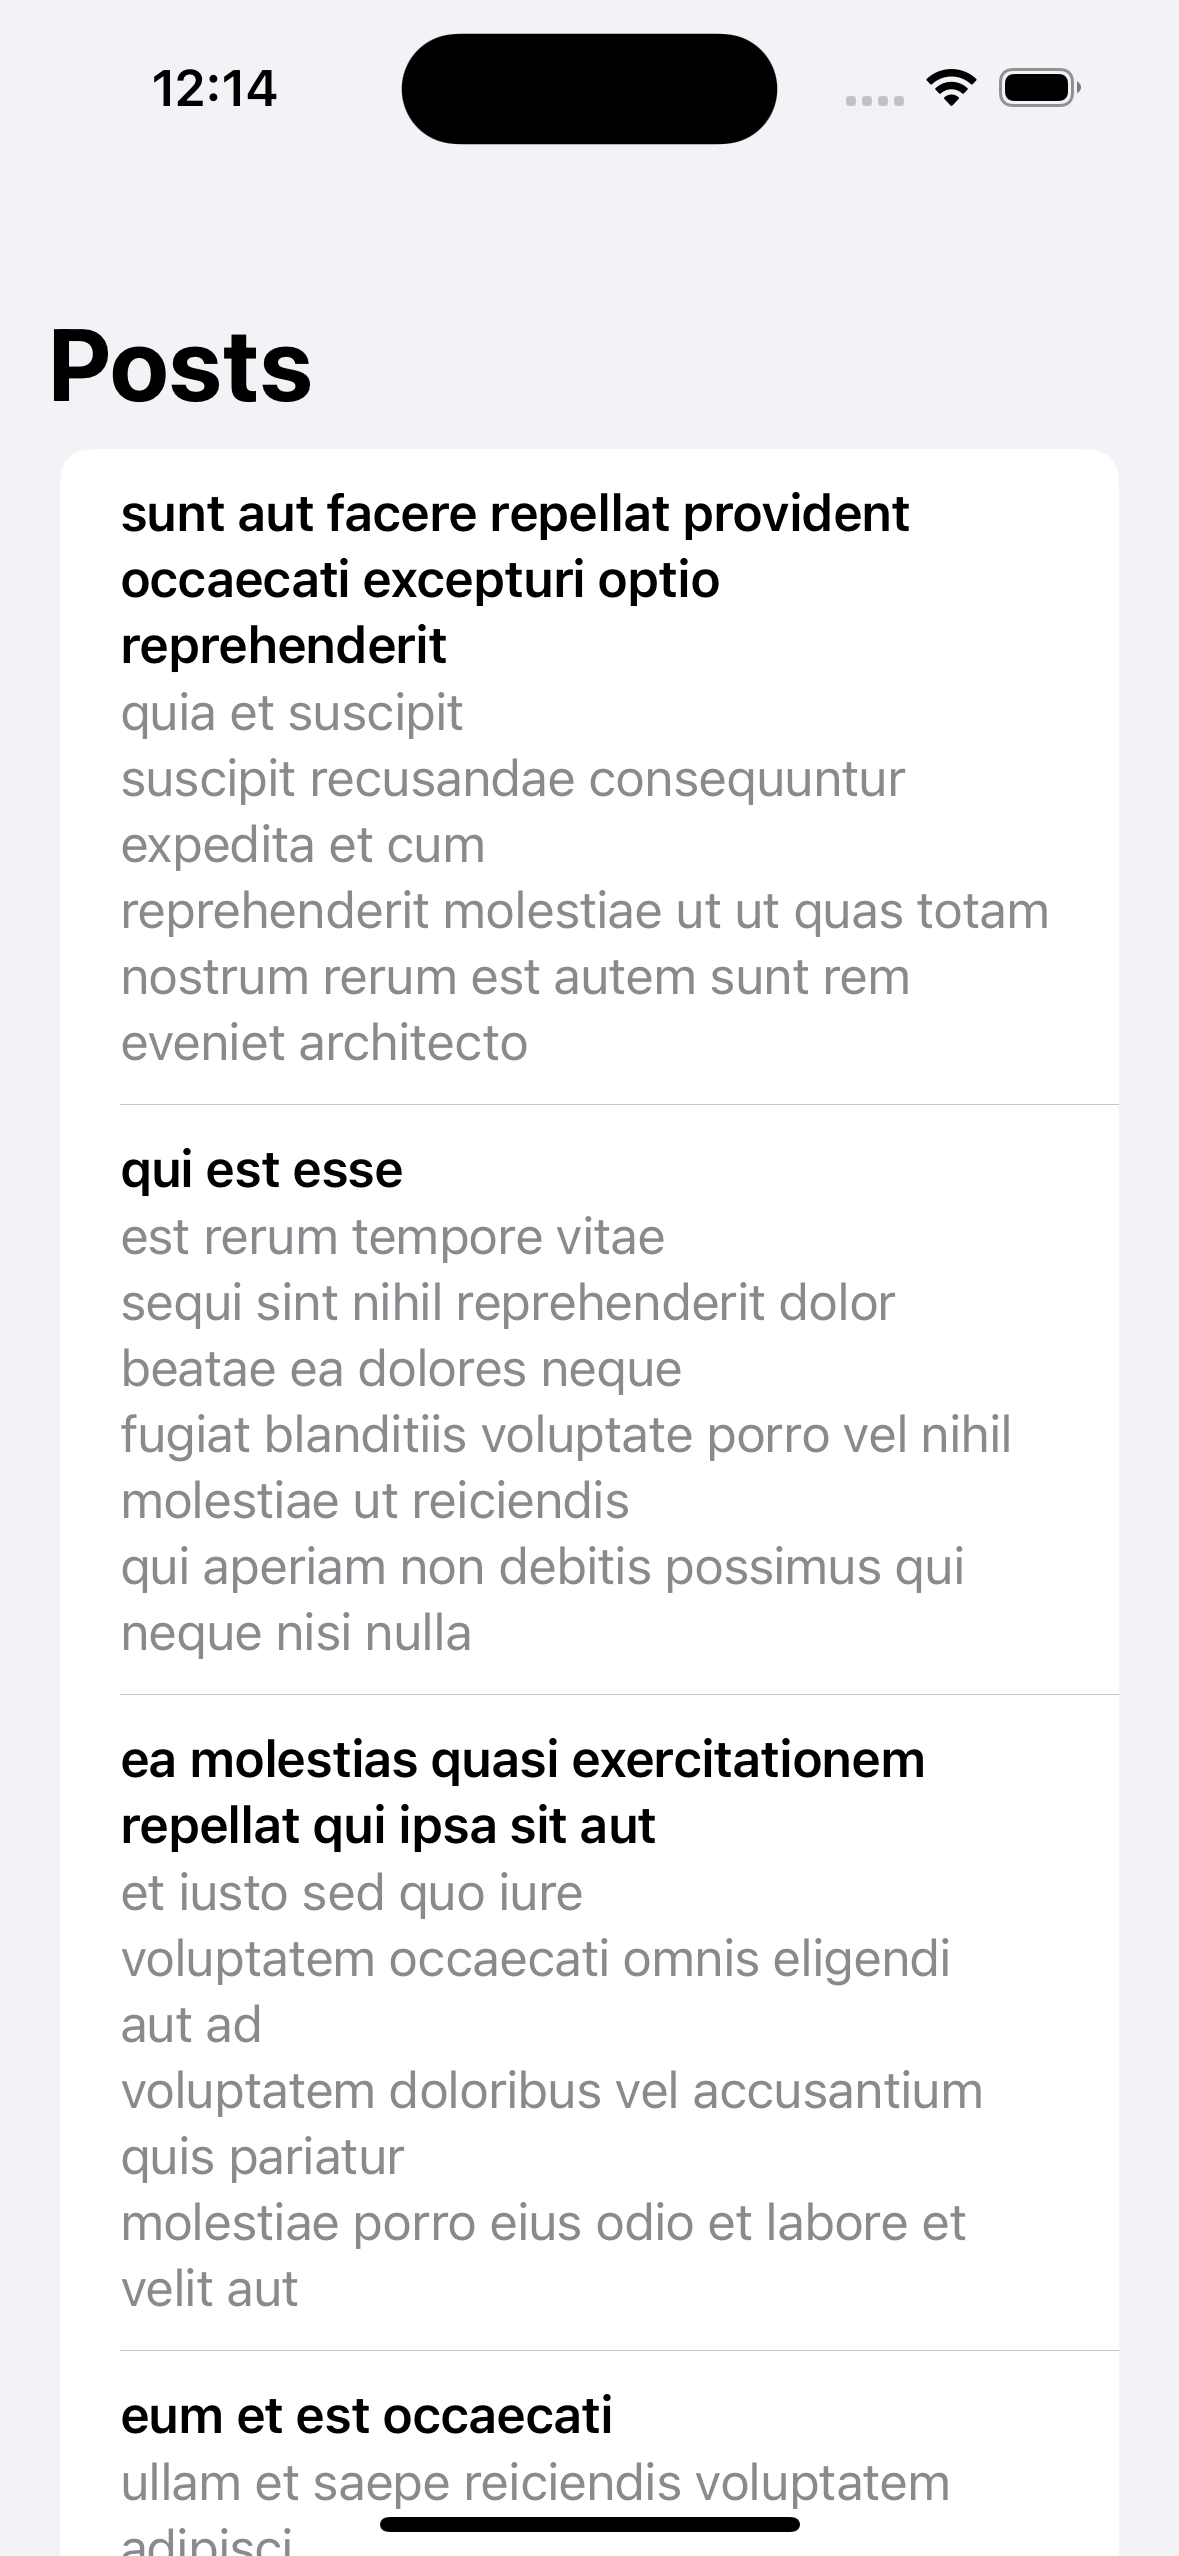 12:14
Posts
sunt aut facere repellat provident
occaecati excepturi optio
reprehenderit
quia et suscipit
suscipit recusandae consequuntur
expedita et cum
reprehenderit molestiae ut ut quas totam
nostrum rerum est autem sunt rem
eveniet architecto
qui est esse
est rerum tempore vitae
sequi sint nihil reprehenderit dolor
beatae ea dolores neque
fugiat blanditiis voluptate porro vel nihil
molestiae ut reiciendis
qui aperiam non debitis possimus qui
neque nisi nulla
ea molestias quasi exercitationem
repellat qui ipsa sit aut
et iusto sed quo iure
voluptatem occaecati omnis eligendi
aut ad
voluptatem doloribus vel accusantium
quis pariatur
molestiae porro eius odio et labore et
velit aut
eum et est occaecati
ullam et saepe reiciendis voluptatem
adipisci